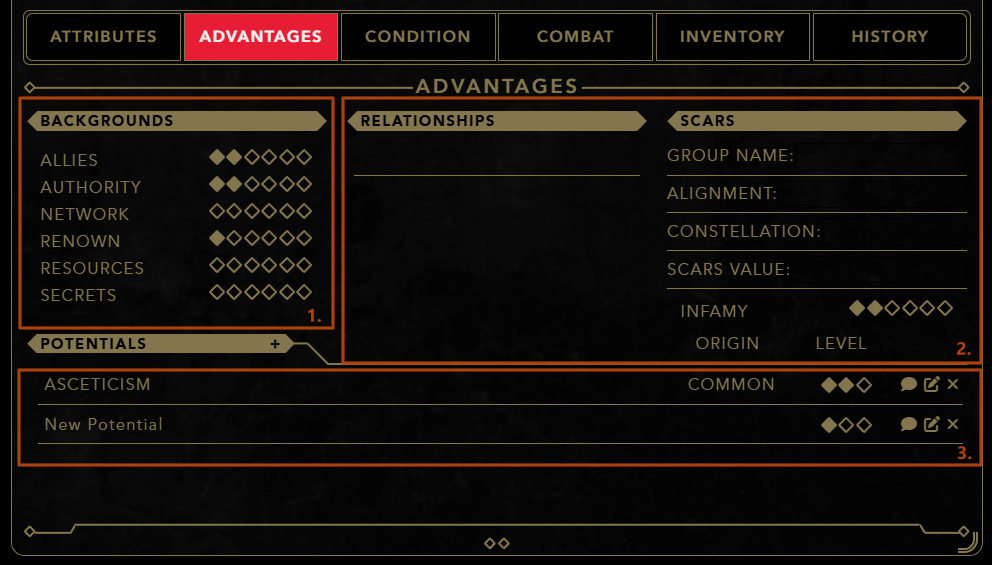 ATTRIBUTES
ADVANTAGES
CONDITION
COMBAT
INVENTORY
HISTORY
ADVANTAGES
BACKGROUNDS
ALLIES
AUTHORITY
NETWORK
RENOWN
RESOURCES
SECRETS
1.
RELATIONSHIPS
SCARS
GROUP NAME:
ALIGNMENT:
CONSTELLATION:
SCARS VALUE:
INFAMY
2.
POTENTIALS +
ORIGIN LEVEL
ASCETICISM COMMON
New Potential
3.